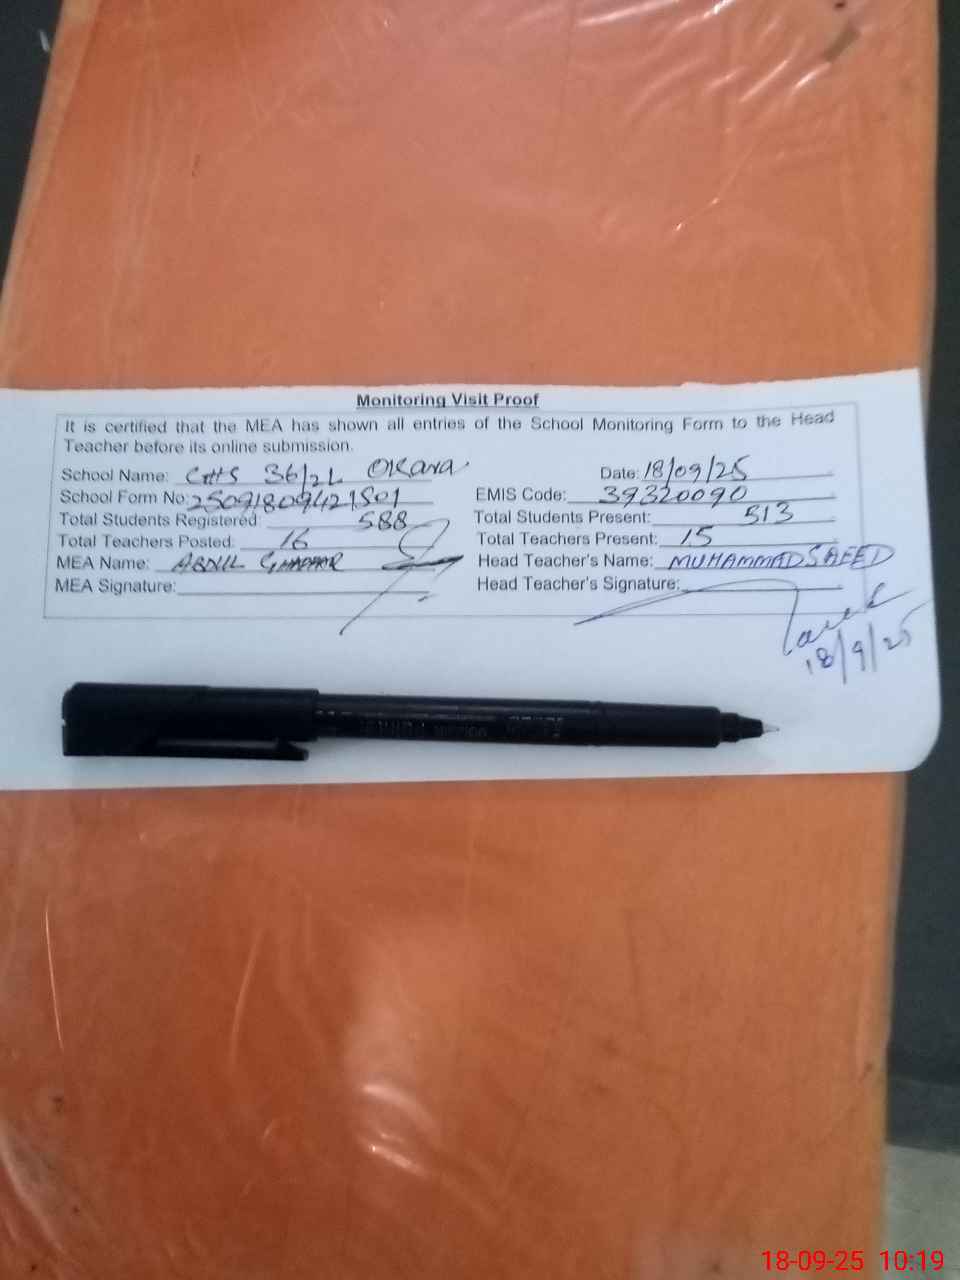 Monitoring Visit Proof
It is certified that the MEA has shown all entries of the School Monitoring Form to the Head
Teacher before its online submission.
School Name: GHS 36/2L Okara Date: 18/09/25
School Form No: 25091809421501 EMIS Code: 39320090
Total Students Registered: 588 Total Students Present: 513
Total Teachers Posted: 16 Total Teachers Present: 15
MEA Name: ABDUL GHAFFAR Head Teacher's Name: MUHAMMAD SAEED
MEA Signature: Head Teacher's Signature:
18/9/25
18-09-25 10:19